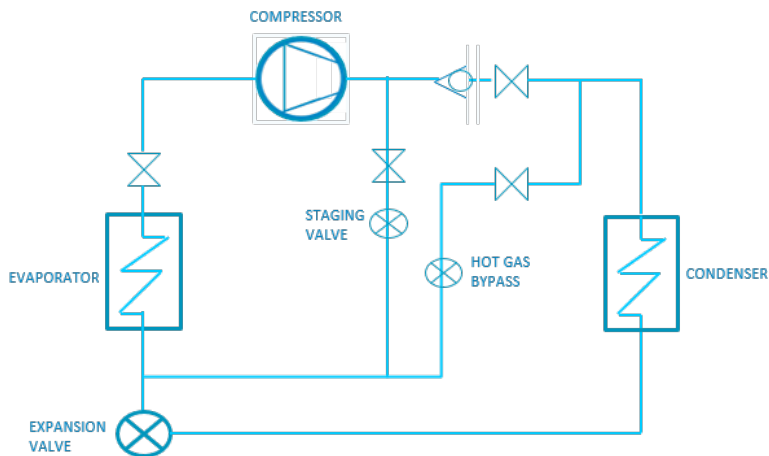 COMPRESSOR
STAGING
VALVE
HOT GAS
BYPASS
EVAPORATOR
CONDENSER
EXPANSION
VALVE